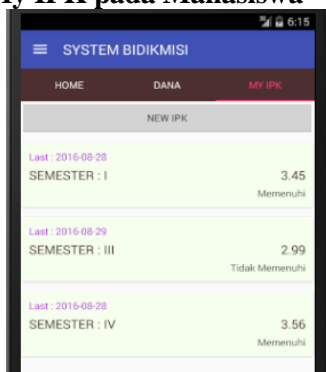 My IPK pada Mahasiswa
6:15
SYSTEM BIDIKMISI
HOME DANA MY IPK
NEW IPK
Last : 2016-08-28
SEMESTER : I 3.45
Memenuhi
Last : 2016-08-29
SEMESTER : III 2.99
Tidak Memenuhi
Last : 2016-08-28
SEMESTER : IV 3.56
Memenuhi